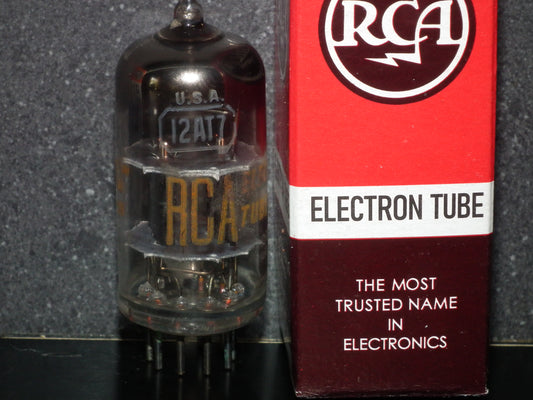 U.S.A.
12AT7
RCA
RCA
ELECTRON TUBE
THE MOST
TRUSTED NAME
IN
ELECTRONICS